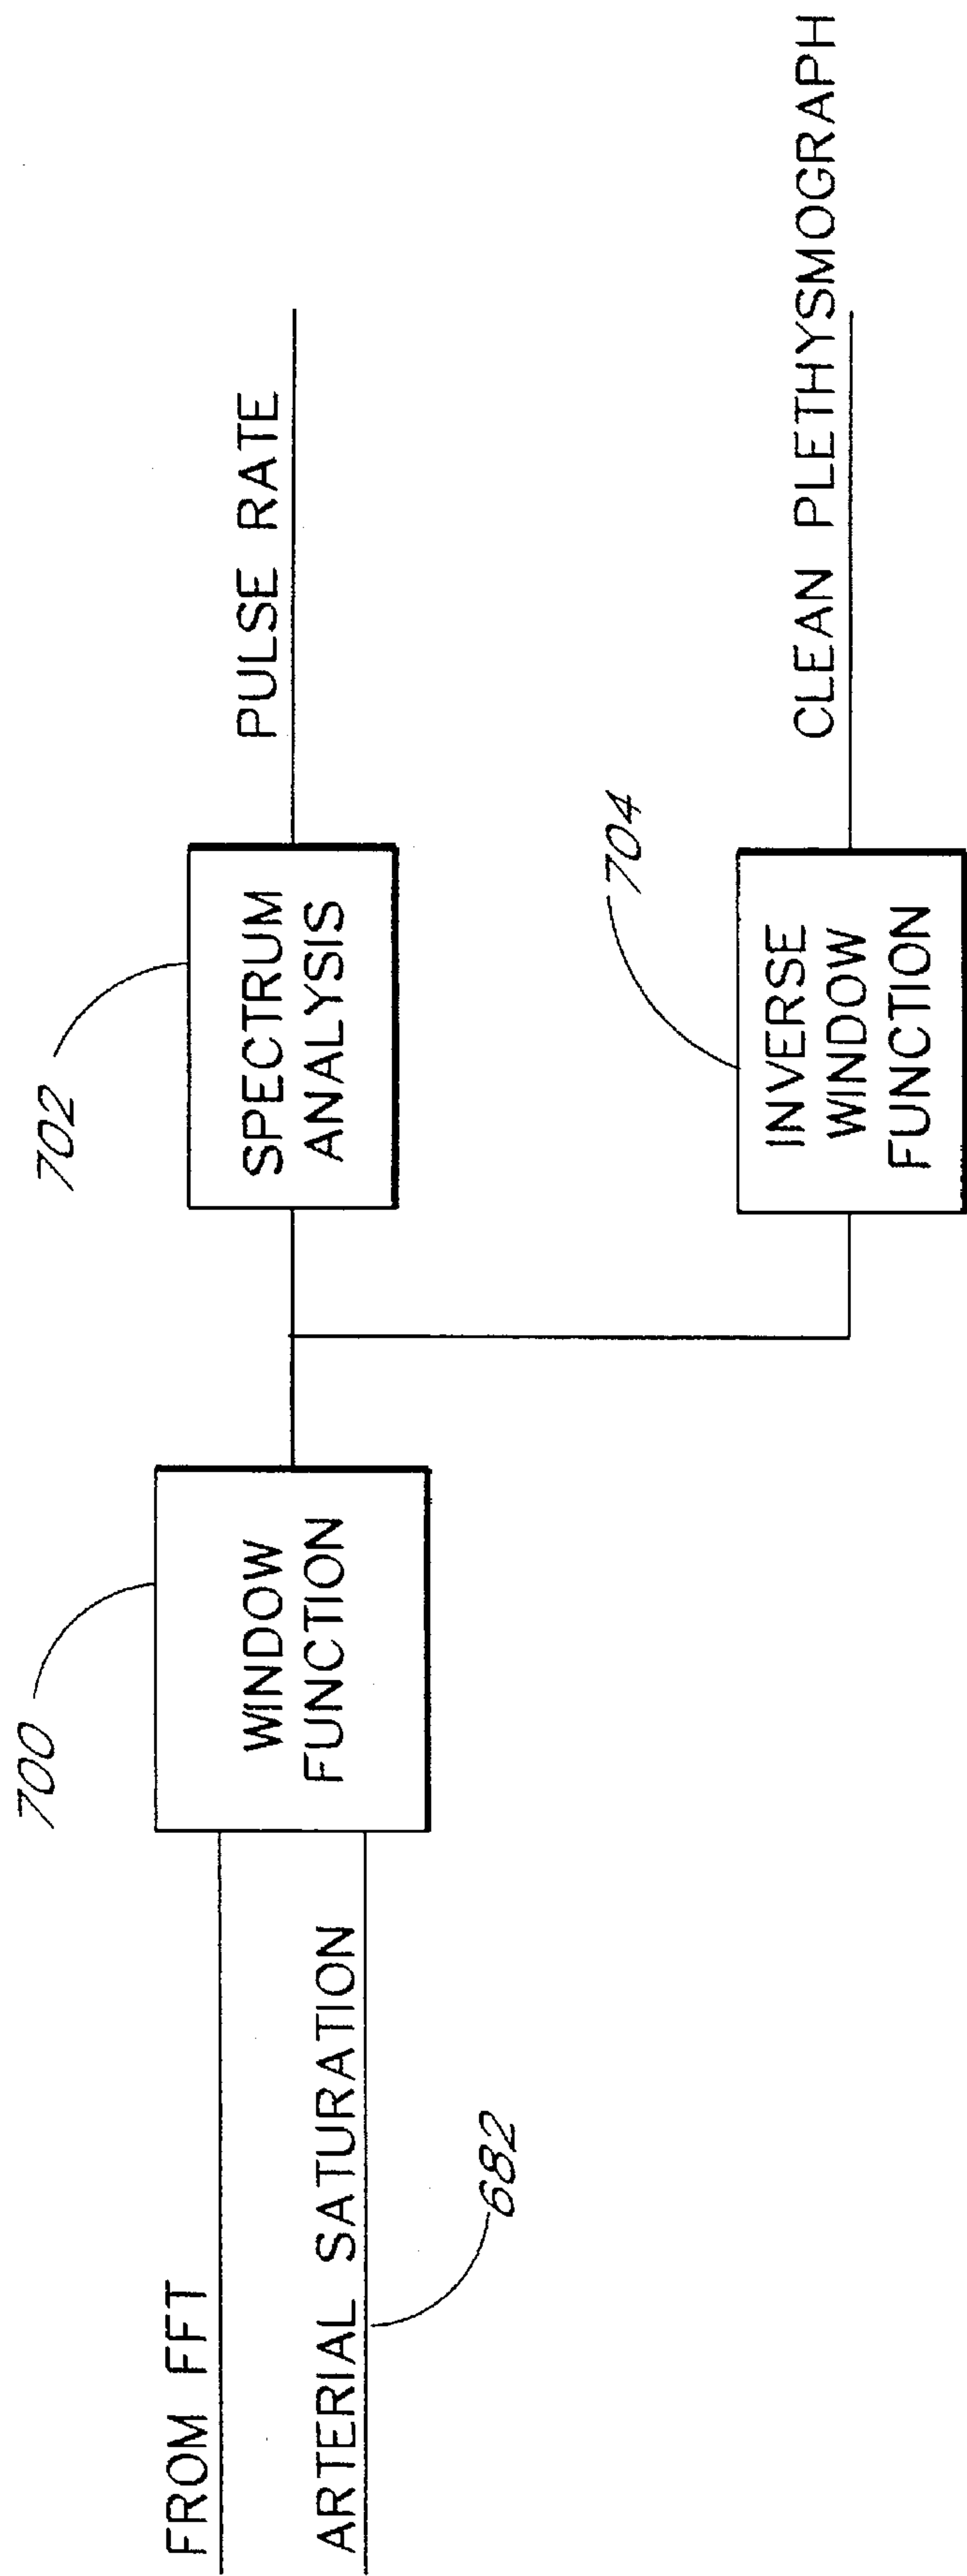 FROM FFT
ARTERIAL SATURATION
682
700
WINDOW
FUNCTION
702
SPECTRUM
ANALYSIS
PULSE RATE
704
INVERSE
WINDOW
FUNCTION
CLEAN PLETHYSMOGRAPH